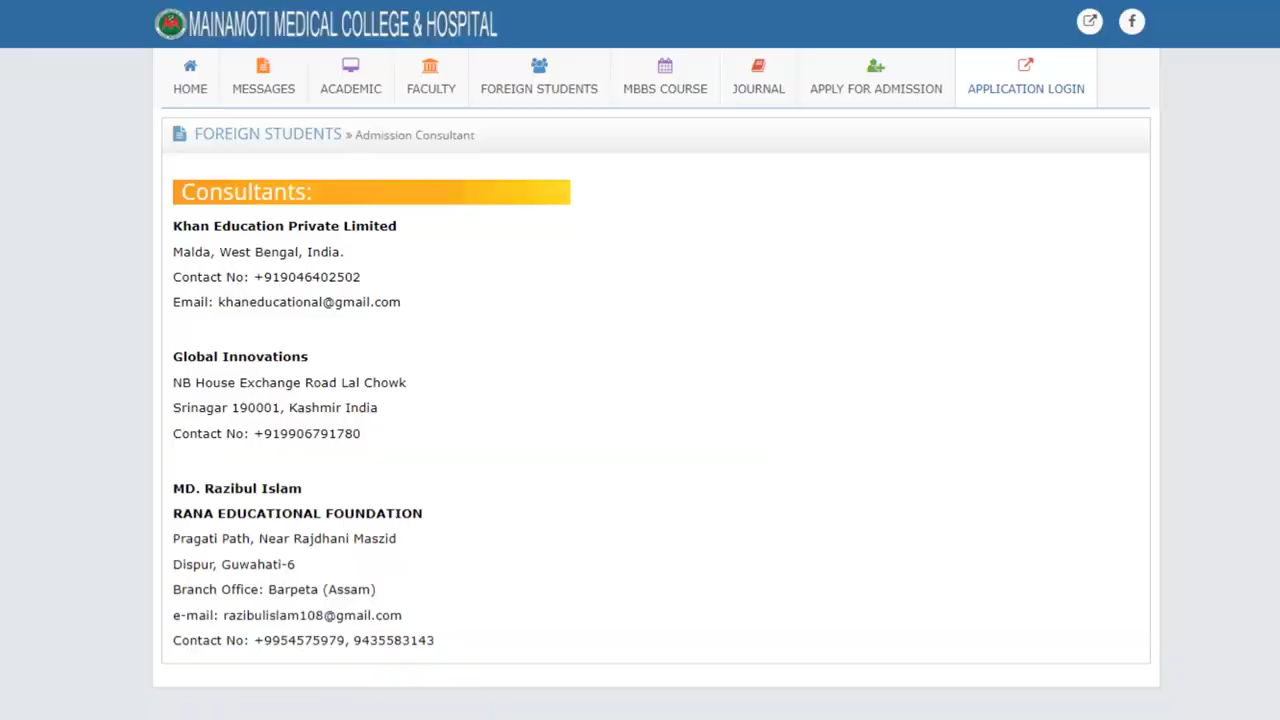 MAINAMOTI MEDICAL COLLEGE & HOSPITAL
HOME
MESSAGES
ACADEMIC
FACULTY
FOREIGN STUDENTS
MBBS COURSE
JOURNAL
APPLY FOR ADMISSION
APPLICATION LOGIN
FOREIGN STUDENTS » Admission Consultant
Consultants:
Khan Education Private Limited
Malda, West Bengal, India.
Contact No: +919046402502
Email: khaneducational@gmail.com
Global Innovations
NB House Exchange Road Lal Chowk
Srinagar 190001, Kashmir India
Contact No: +919906791780
MD. Razibul Islam
RANA EDUCATIONAL FOUNDATION
Pragati Path, Near Rajdhani Maszid
Dispur, Guwahati-6
Branch Office: Barpeta (Assam)
e-mail: razibulislam108@gmail.com
Contact No: +9954575979, 9435583143